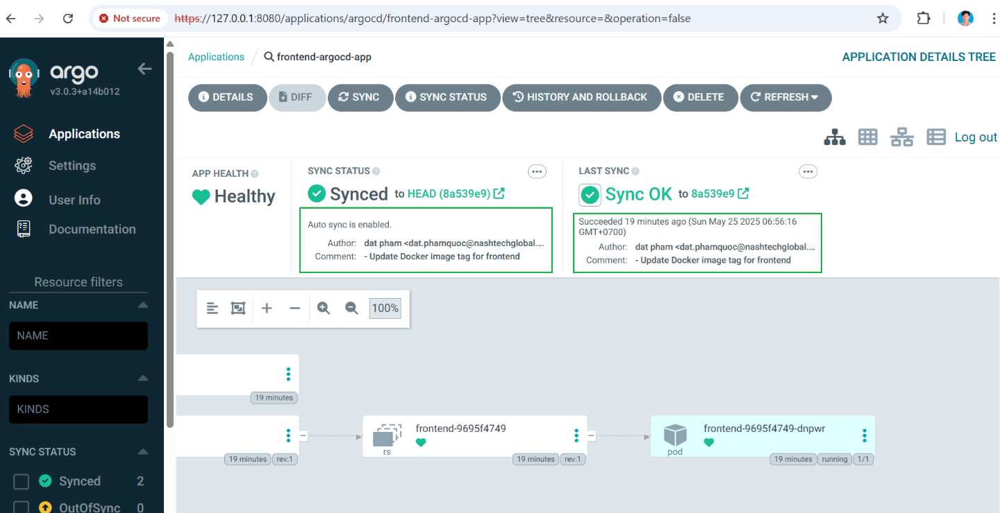 Not secure https://127.0.0.1:8080/applications/argocd/frontend-argocd-app?view=tree&resource=&operation=false
argo
v3.0.3+a14b012
Applications
Settings
User Info
Documentation
Resource filters
NAME
NAME
KINDS
KINDS
SYNC STATUS
Synced 2
OutOfSync 0
Applications / frontend-argocd-app
APPLICATION DETAILS TREE
DETAILS DIFF SYNC SYNC STATUS HISTORY AND ROLLBACK DELETE REFRESH
Log out
APP HEALTH
Healthy
SYNC STATUS
Synced to HEAD (8a539e9)
Auto sync is enabled.
Author: dat pham <dat.phamquoc@nashtechglobal....
Comment: - Update Docker image tag for frontend
LAST SYNC
Sync OK to 8a539e9
Succeeded 19 minutes ago (Sun May 25 2025 06:56:16
GMT+0700)
Author: dat pham <dat.phamquoc@nashtechglobal....
Comment: - Update Docker image tag for frontend
100%
19 minutes
19 minutes rev:1
frontend-9695f4749
rs
19 minutes rev:1
frontend-9695f4749-dnpwr
pod
19 minutes running 1/1